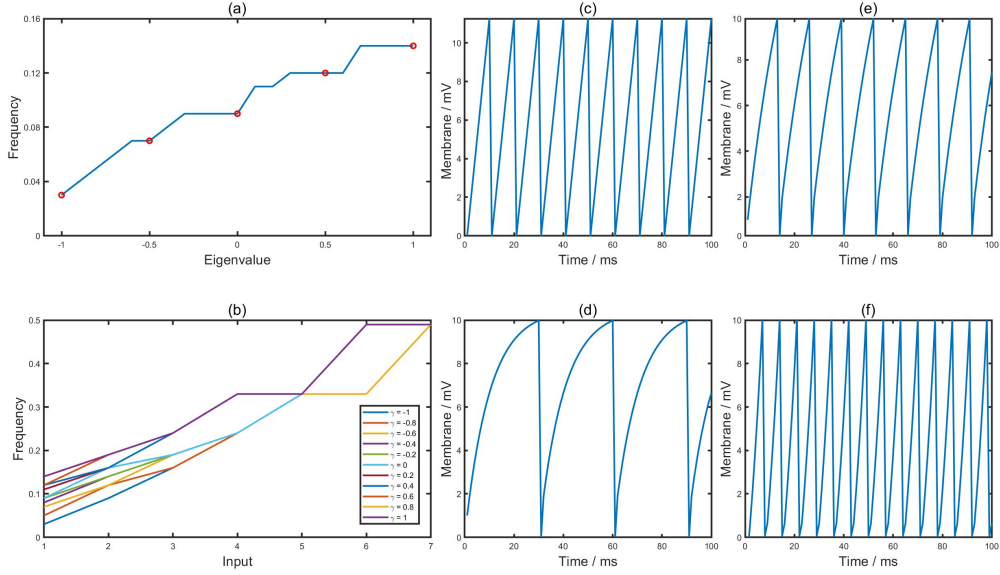 (a)
0.16
0.12
0.08
0.04
0
Frequency
-1 -0.5 0 0.5 1
Eigenvalue
(c)
10
8
6
4
2
0
Membrane / mV
0 20 40 60 80 100
Time / ms
(e)
10
8
6
4
2
0
Membrane / mV
0 20 40 60 80 100
Time / ms
(b)
0.5
0.4
0.3
0.2
0.1
0
Frequency
1 2 3 4 5 6 7
Input
γ = -1
γ = -0.8
γ = -0.6
γ = -0.4
γ = -0.2
γ = 0
γ = 0.2
γ = 0.4
γ = 0.6
γ = 0.8
γ = 1
(d)
10
8
6
4
2
0
Membrane / mV
0 20 40 60 80 100
Time / ms
(f)
10
8
6
4
2
0
Membrane / mV
0 20 40 60 80 100
Time / ms